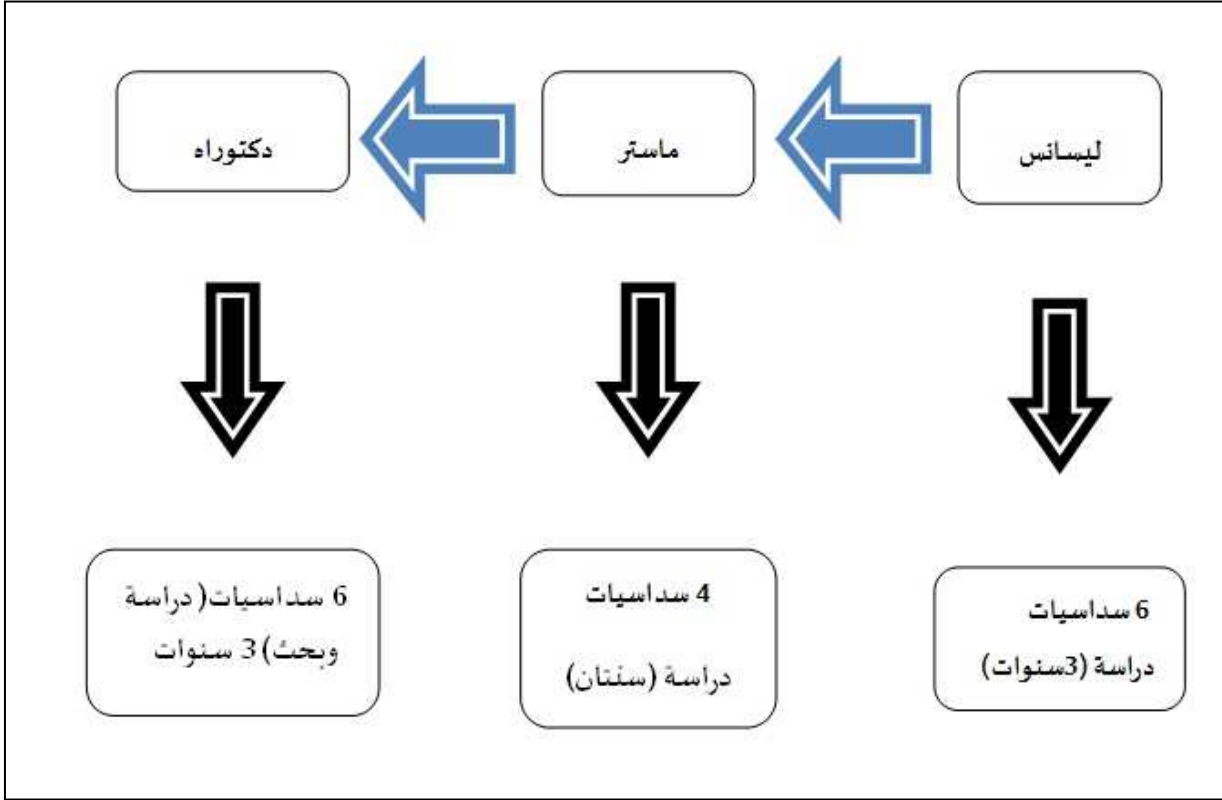 ليسانس
ماستر
دكتوراه
6 سداسيات
دراسة (3سنوات)
4 سداسيات
دراسة (سنتان)
6 سداسيات( دراسة
وبحث) 3 سنوات